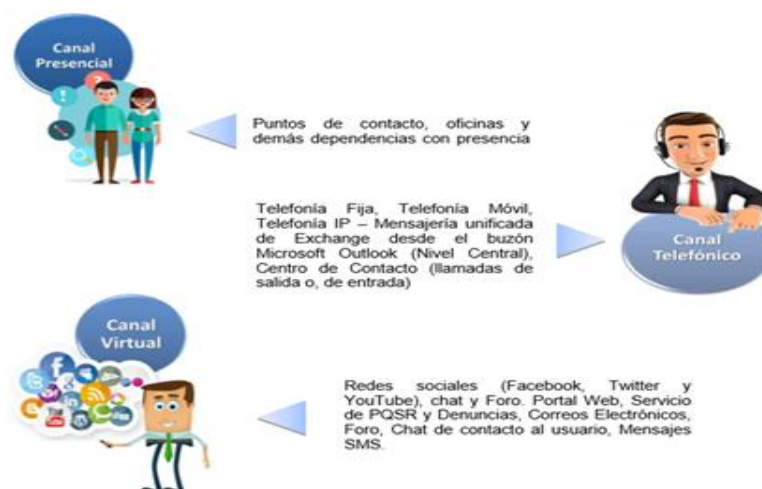 Canal
Presencial
Puntos de contacto, oficinas y
demás dependencias con presencia
Telefonía Fija, Telefonía Móvil,
Telefonía IP – Mensajería unificada
de Exchange desde el buzón
Microsoft Outlook (Nivel Central),
Centro de Contacto (llamadas de
salida o, de entrada)
Canal
Telefónico
Canal
Virtual
Redes sociales (Facebook, Twitter y
YouTube), chat y Foro. Portal Web, Servicio
de PQSR y Denuncias, Correos Electrónicos,
Foro, Chat de contacto al usuario, Mensajes
SMS.
You
Tube